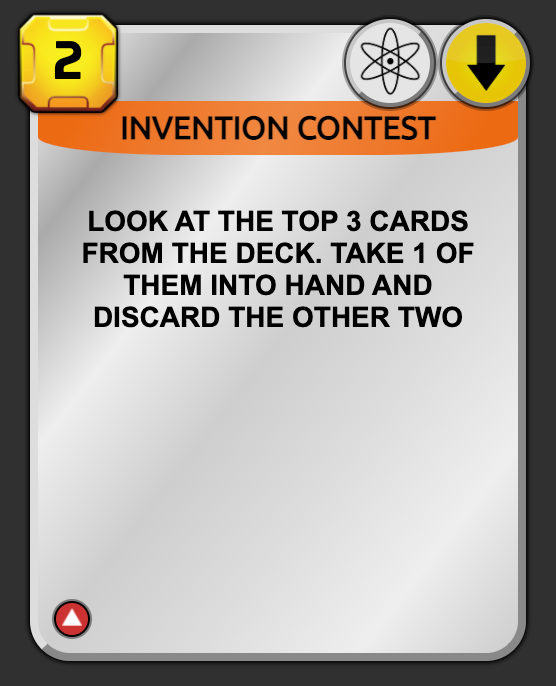 2
INVENTION CONTEST
LOOK AT THE TOP 3 CARDS
FROM THE DECK. TAKE 1 OF
THEM INTO HAND AND
DISCARD THE OTHER TWO